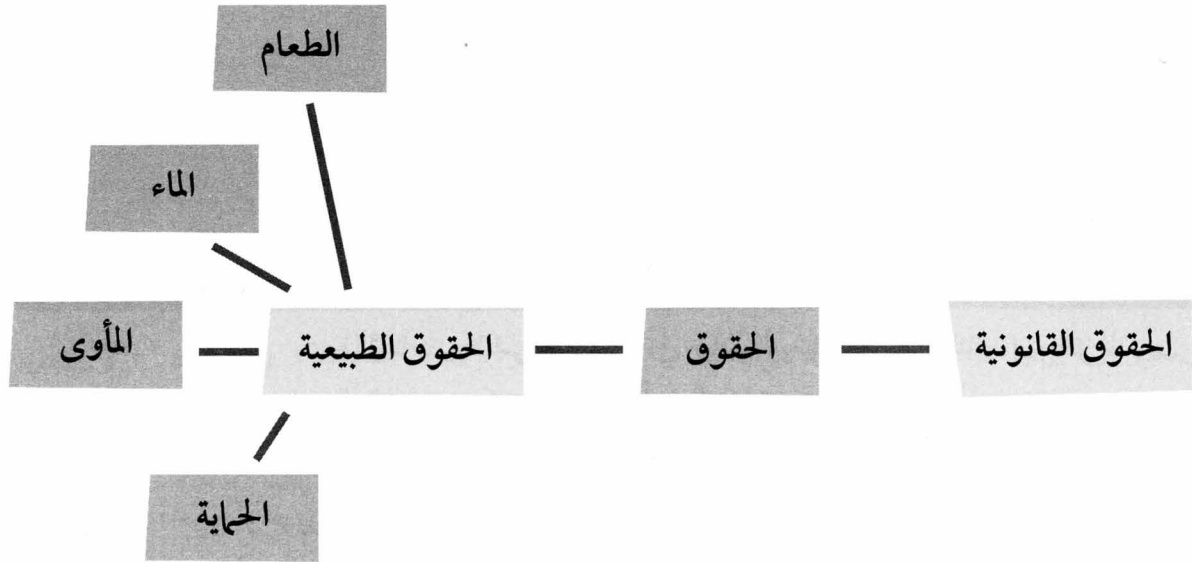 الطعام
الماء
الحقوق القانونية
الحقوق
الحقوق الطبيعية
المأوى
الحماية